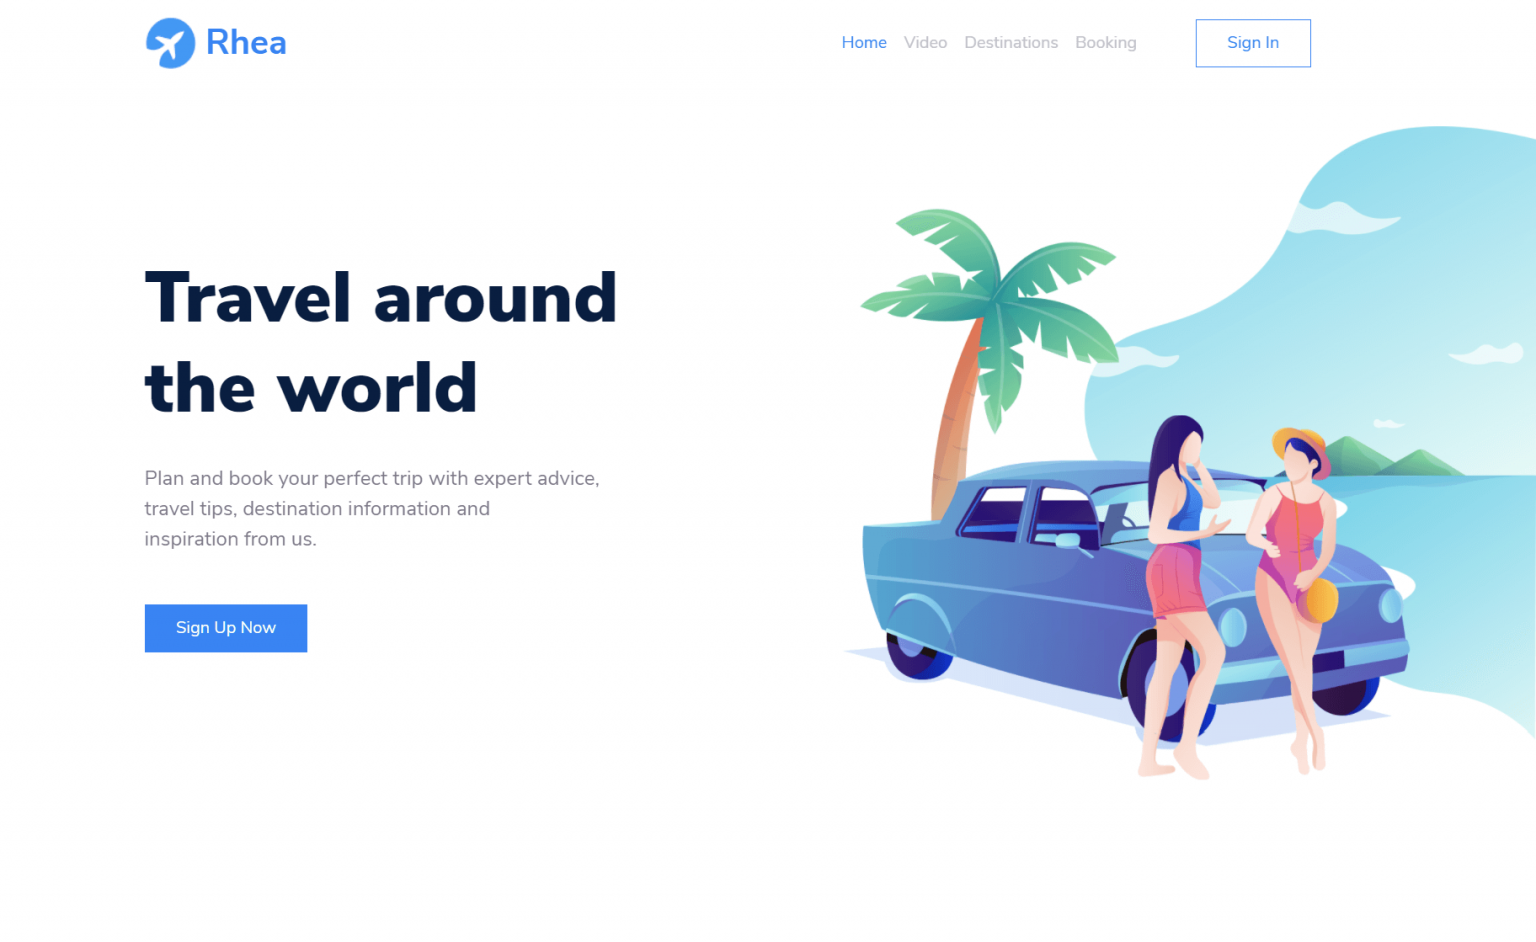 Rhea
Home Video Destinations Booking Sign In
Travel around
the world
Plan and book your perfect trip with expert advice,
travel tips, destination information and
inspiration from us.
Sign Up Now